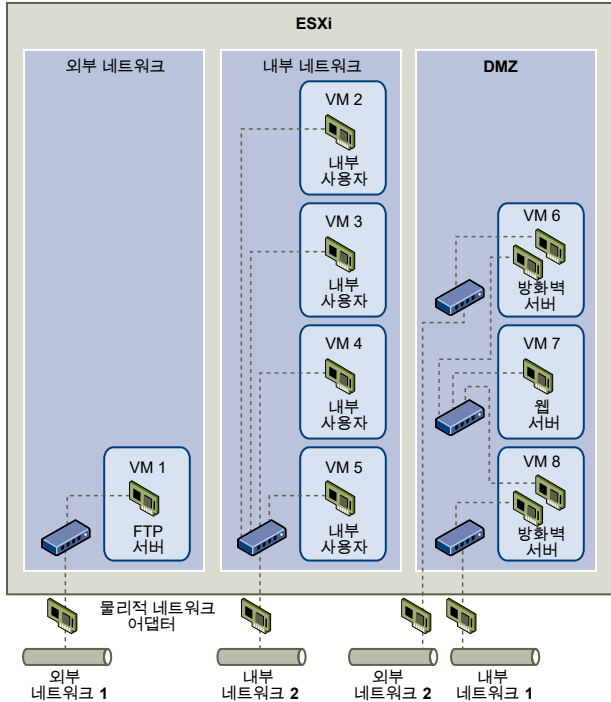 ESXi
외부 네트워크
내부 네트워크
DMZ
VM 2
내부
사용자
VM 3
내부
사용자
VM 4
내부
사용자
VM 5
내부
사용자
VM 6
방화벽
서버
VM 7
웹
서버
VM 8
방화벽
서버
VM 1
FTP
서버
물리적 네트워크
어댑터
외부
네트워크 1
내부
네트워크 2
외부
네트워크 2
내부
네트워크 1